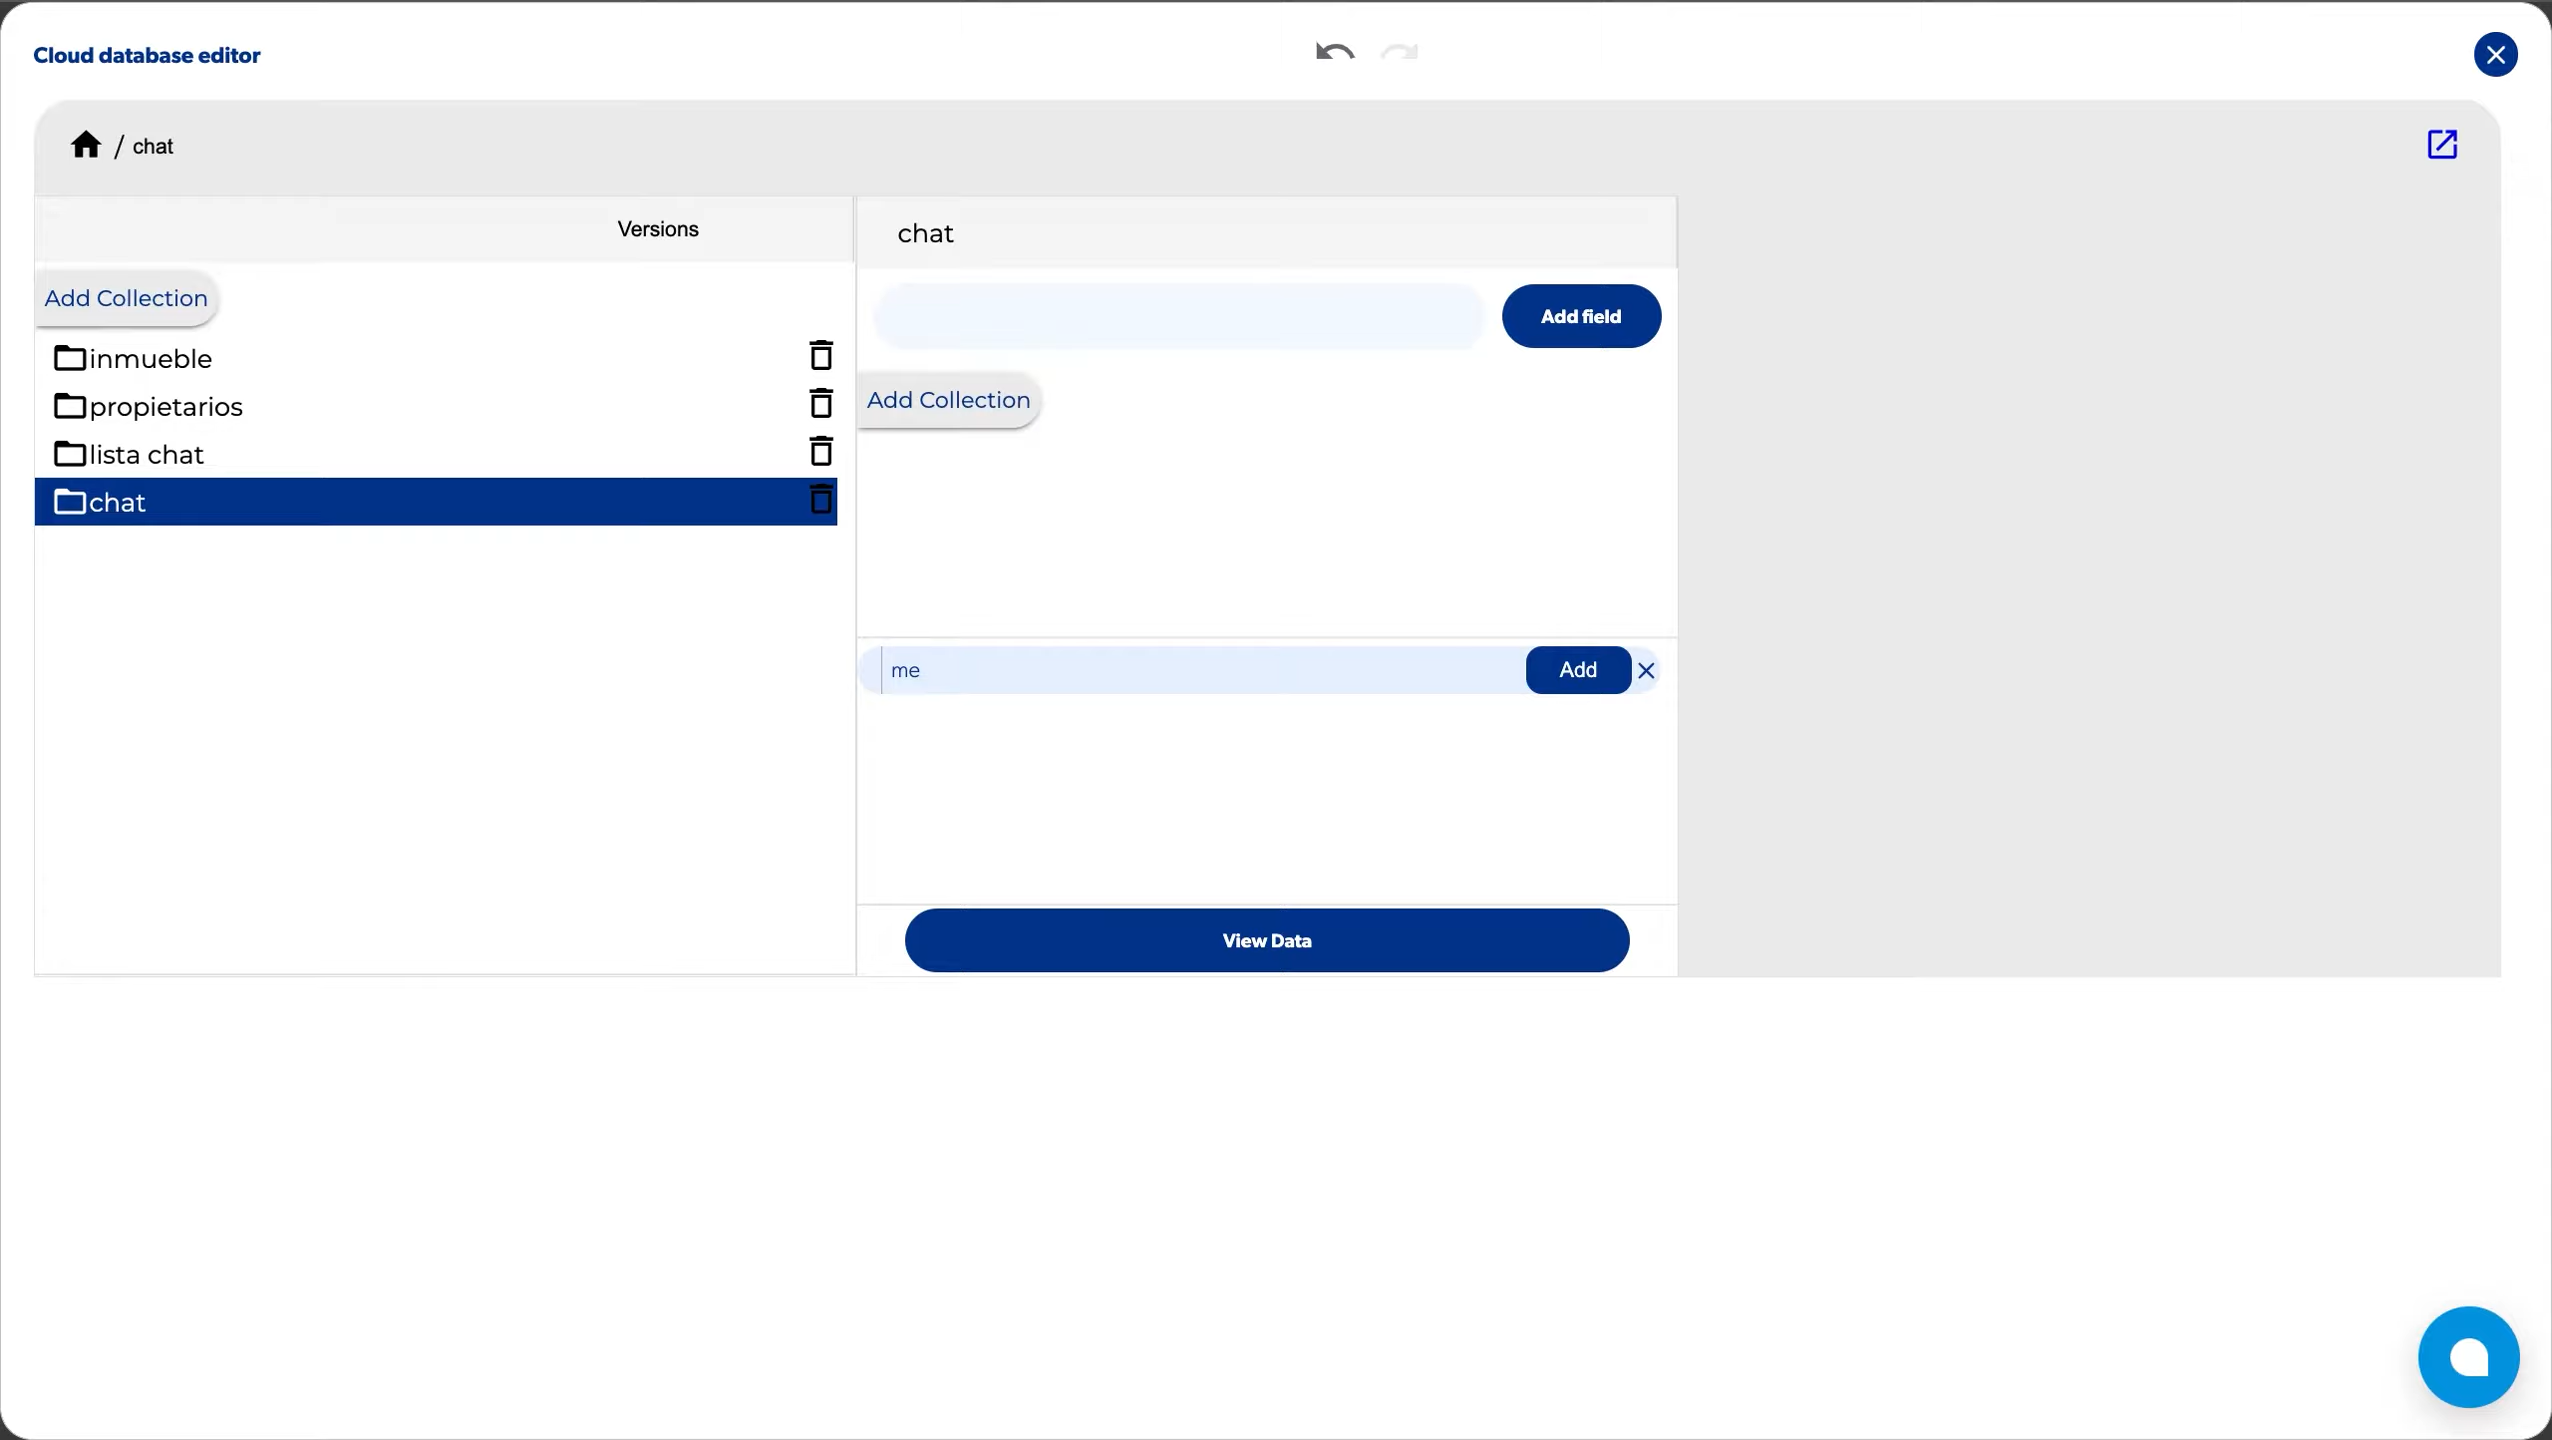 Cloud database editor
/ chat
Versions
Add Collection
inmueble
propietarios
lista chat
chat
chat
Add field
Add Collection
me
Add
View Data